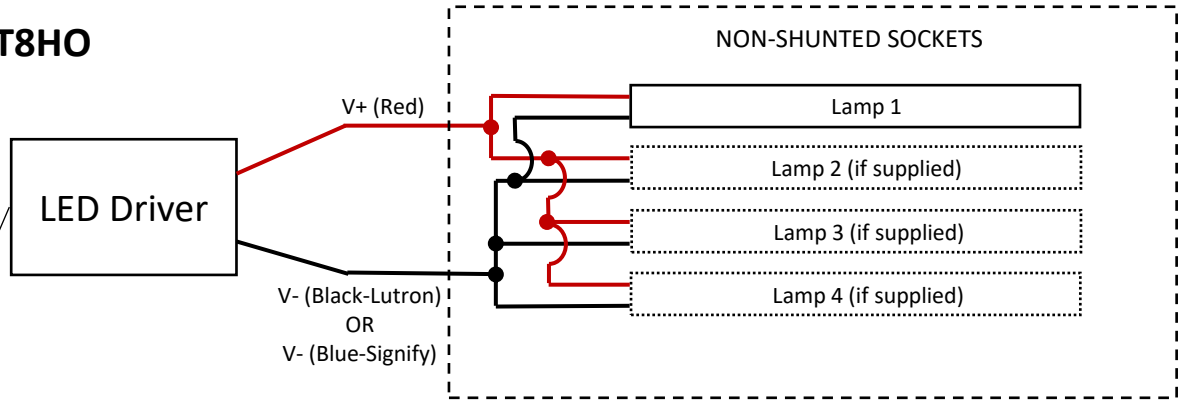 T8HO
NON-SHUNTED SOCKETS
V+ (Red)
Lamp 1
Lamp 2 (if supplied)
LED Driver
Lamp 3 (if supplied)
Lamp 4 (if supplied)
V- (Black-Lutron)
OR
V- (Blue-Signify)